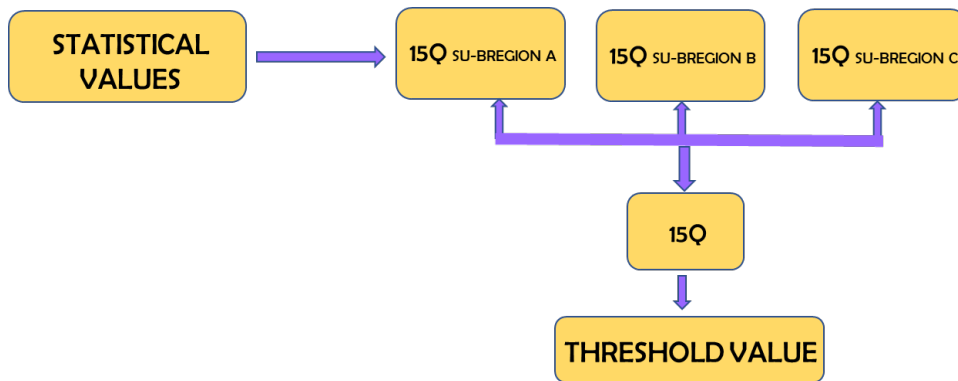 STATISTICAL
VALUES
15Q SU-BREGION A
15Q SU-BREGION B
15Q SU-BREGION C
15Q
THRESHOLD VALUE